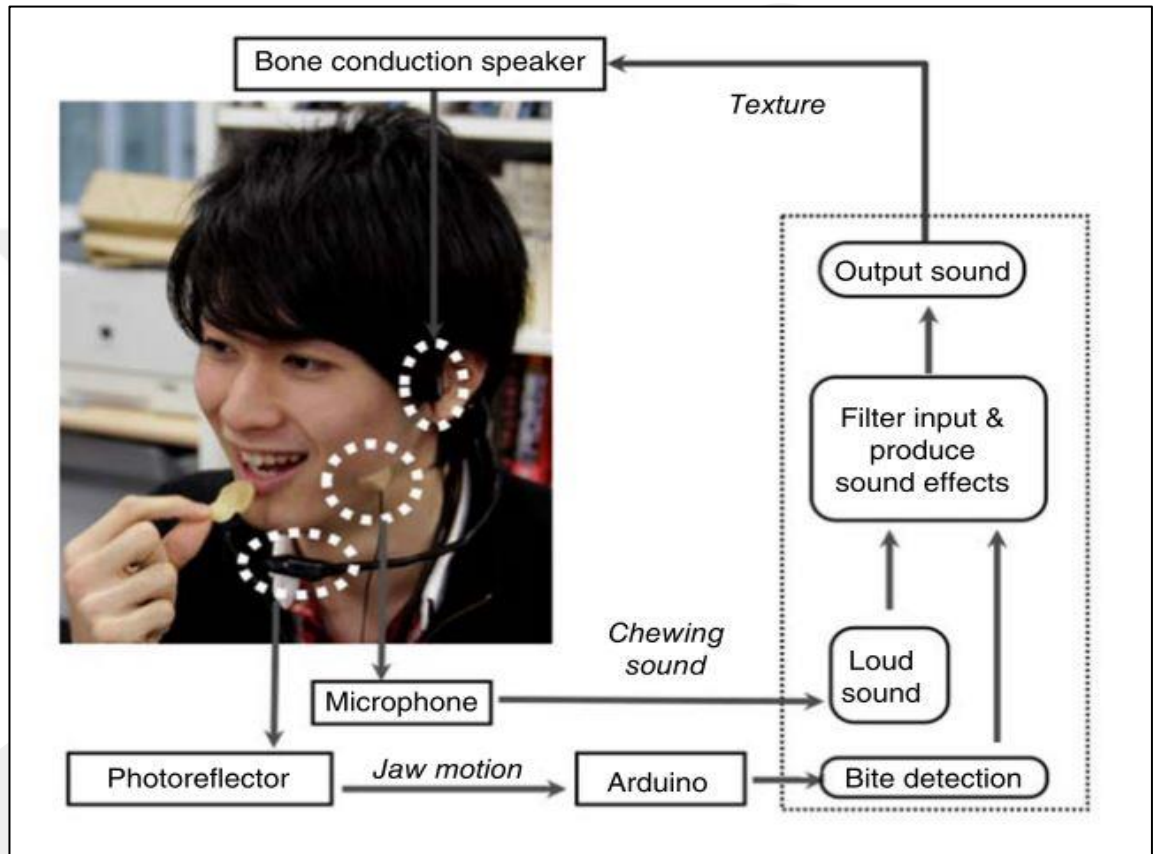 Bone conduction speaker
Texture
Output sound
Filter input &
produce
sound effects
Chewing
sound
Loud
sound
Microphone
Photoreflector
Jaw motion
Arduino
Bite detection